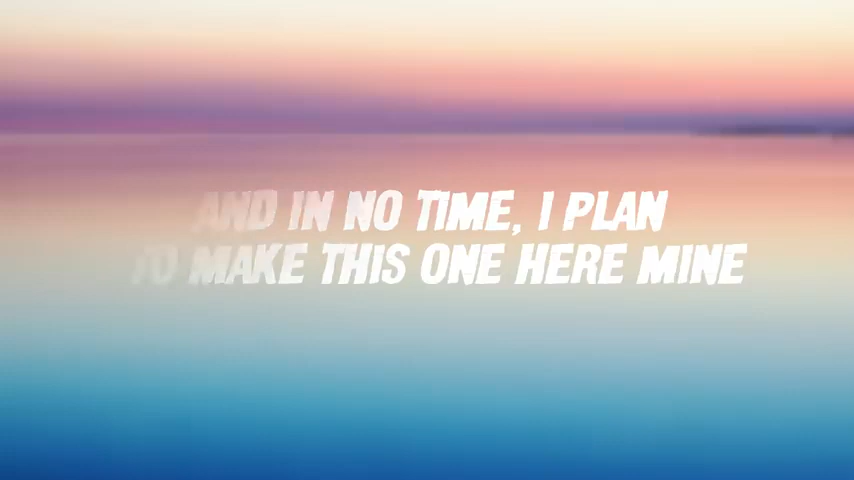 AND IN NO TIME, I PLAN
TO MAKE THIS ONE HERE MINE